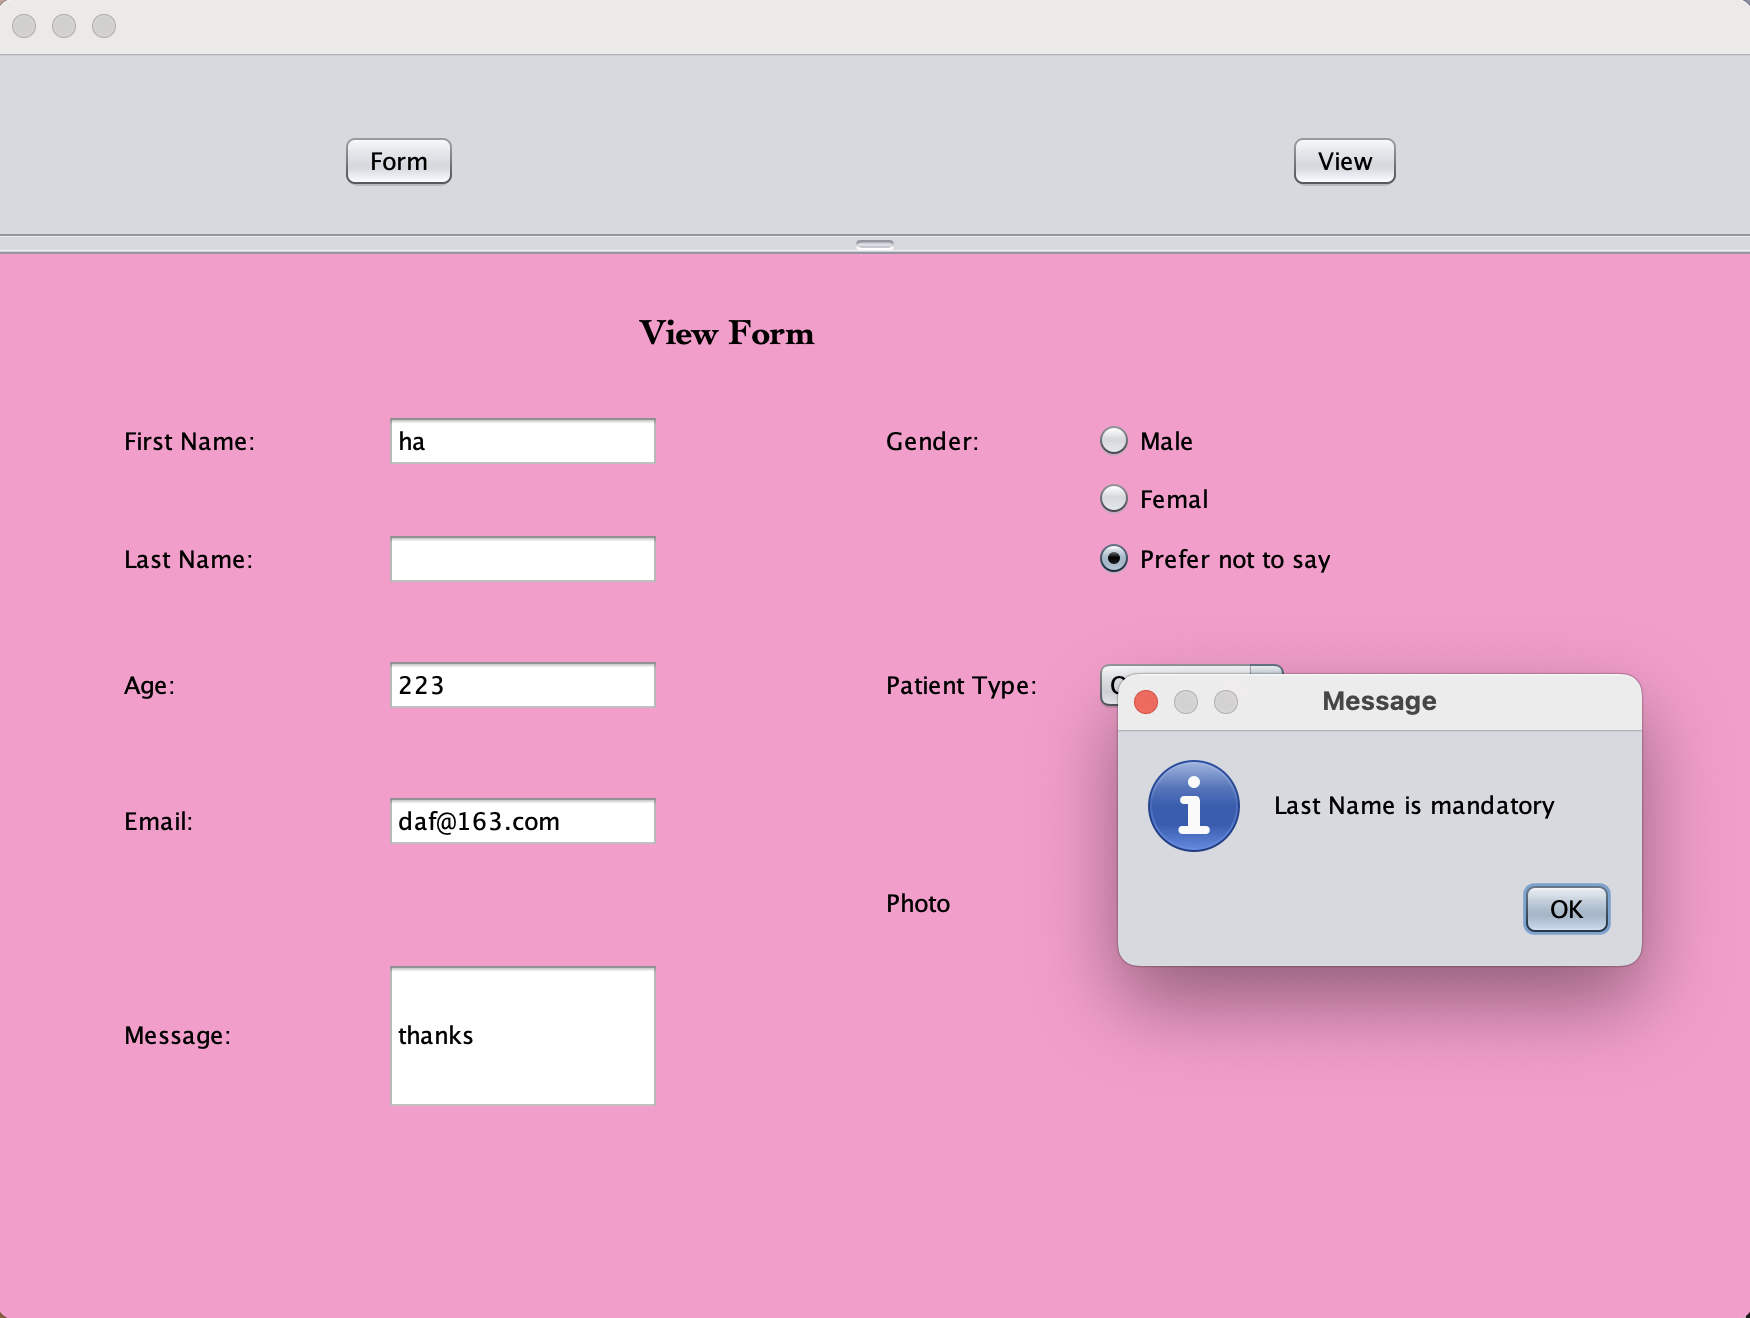 Form
View
View Form
First Name:
ha
Gender:
Male
Femal
Last Name:
Prefer not to say
Age:
223
Patient Type:
Message
Last Name is mandatory
OK
Email:
daf@163.com
Photo
Message:
thanks